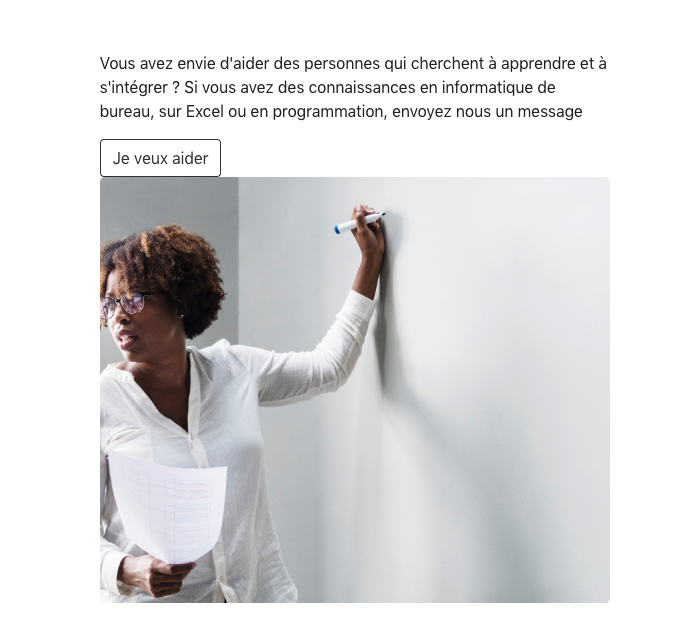 Vous avez envie d'aider des personnes qui cherchent à apprendre et à
s'intégrer ? Si vous avez des connaissances en informatique de
bureau, sur Excel ou en programmation, envoyez nous un message
Je veux aider